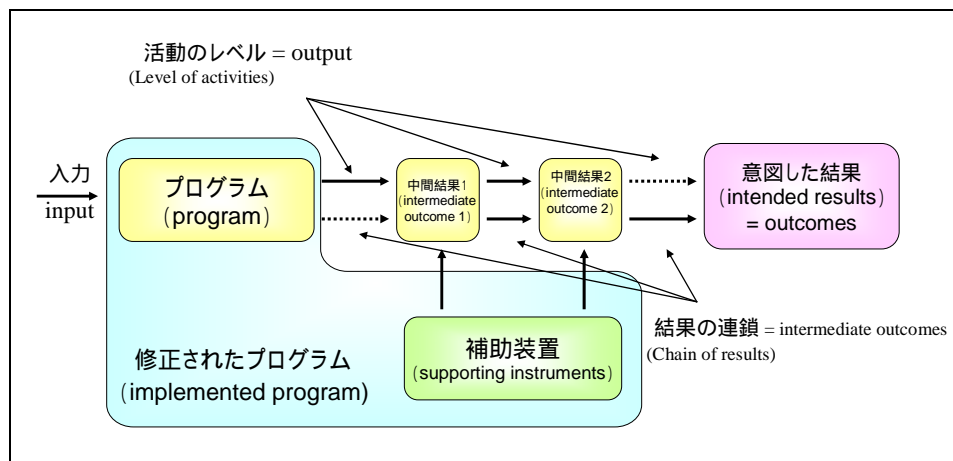 活動のレベル = output
(Level of activities)
入力
input
プログラム
(program)
中間結果1
(intermediate
outcome 1)
中間結果2
(intermediate
outcome 2)
意図した結果
(intended results)
= outcomes
補助装置
(supporting instruments)
修正されたプログラム
(implemented program)
結果の連鎖 = intermediate outcomes
(Chain of results)